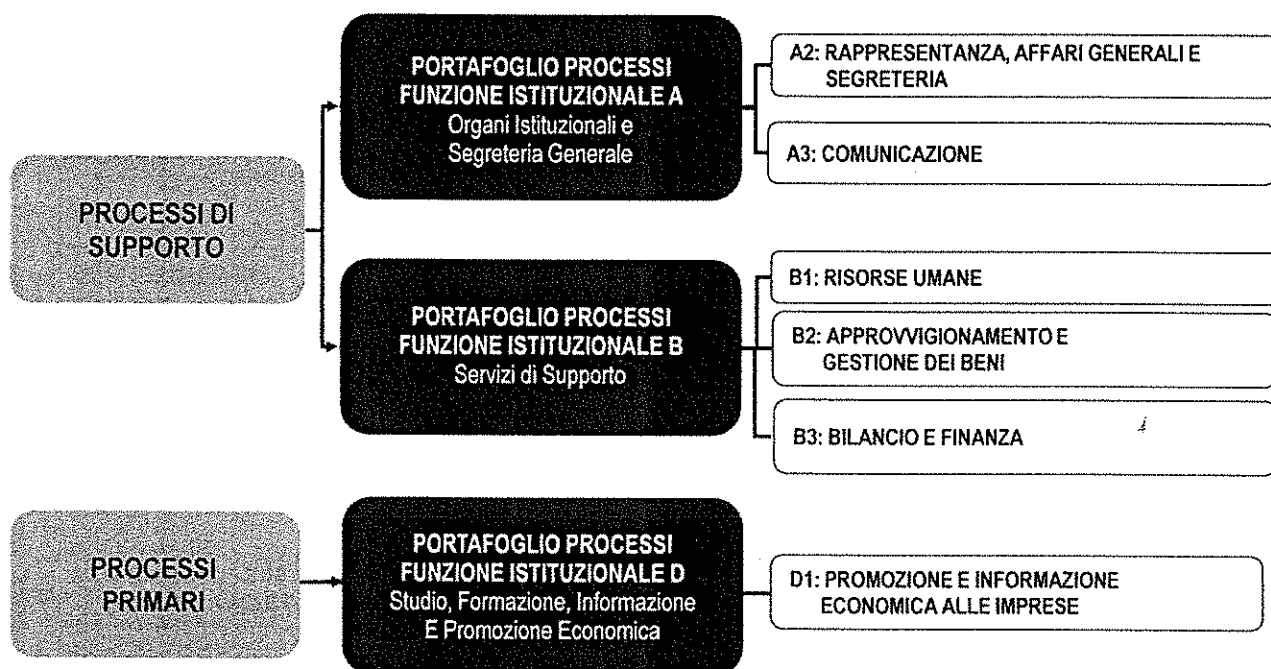 PROCESSI DI
SUPPORTO
PORTAFOGLIO PROCESSI
FUNZIONE ISTITUZIONALE A
Organi Istituzionali e
Segreteria Generale
A2: RAPPRESENTANZA, AFFARI GENERALI E
SEGRETERIA
A3: COMUNICAZIONE
PORTAFOGLIO PROCESSI
FUNZIONE ISTITUZIONALE B
Servizi di Supporto
B1: RISORSE UMANE
B2: APPROVVIGIONAMENTO E
GESTIONE DEI BENI
B3: BILANCIO E FINANZA
PROCESSI
PRIMARI
PORTAFOGLIO PROCESSI
FUNZIONE ISTITUZIONALE D
Studio, Formazione, Informazione
E Promozione Economica
D1: PROMOZIONE E INFORMAZIONE
ECONOMICA ALLE IMPRESE